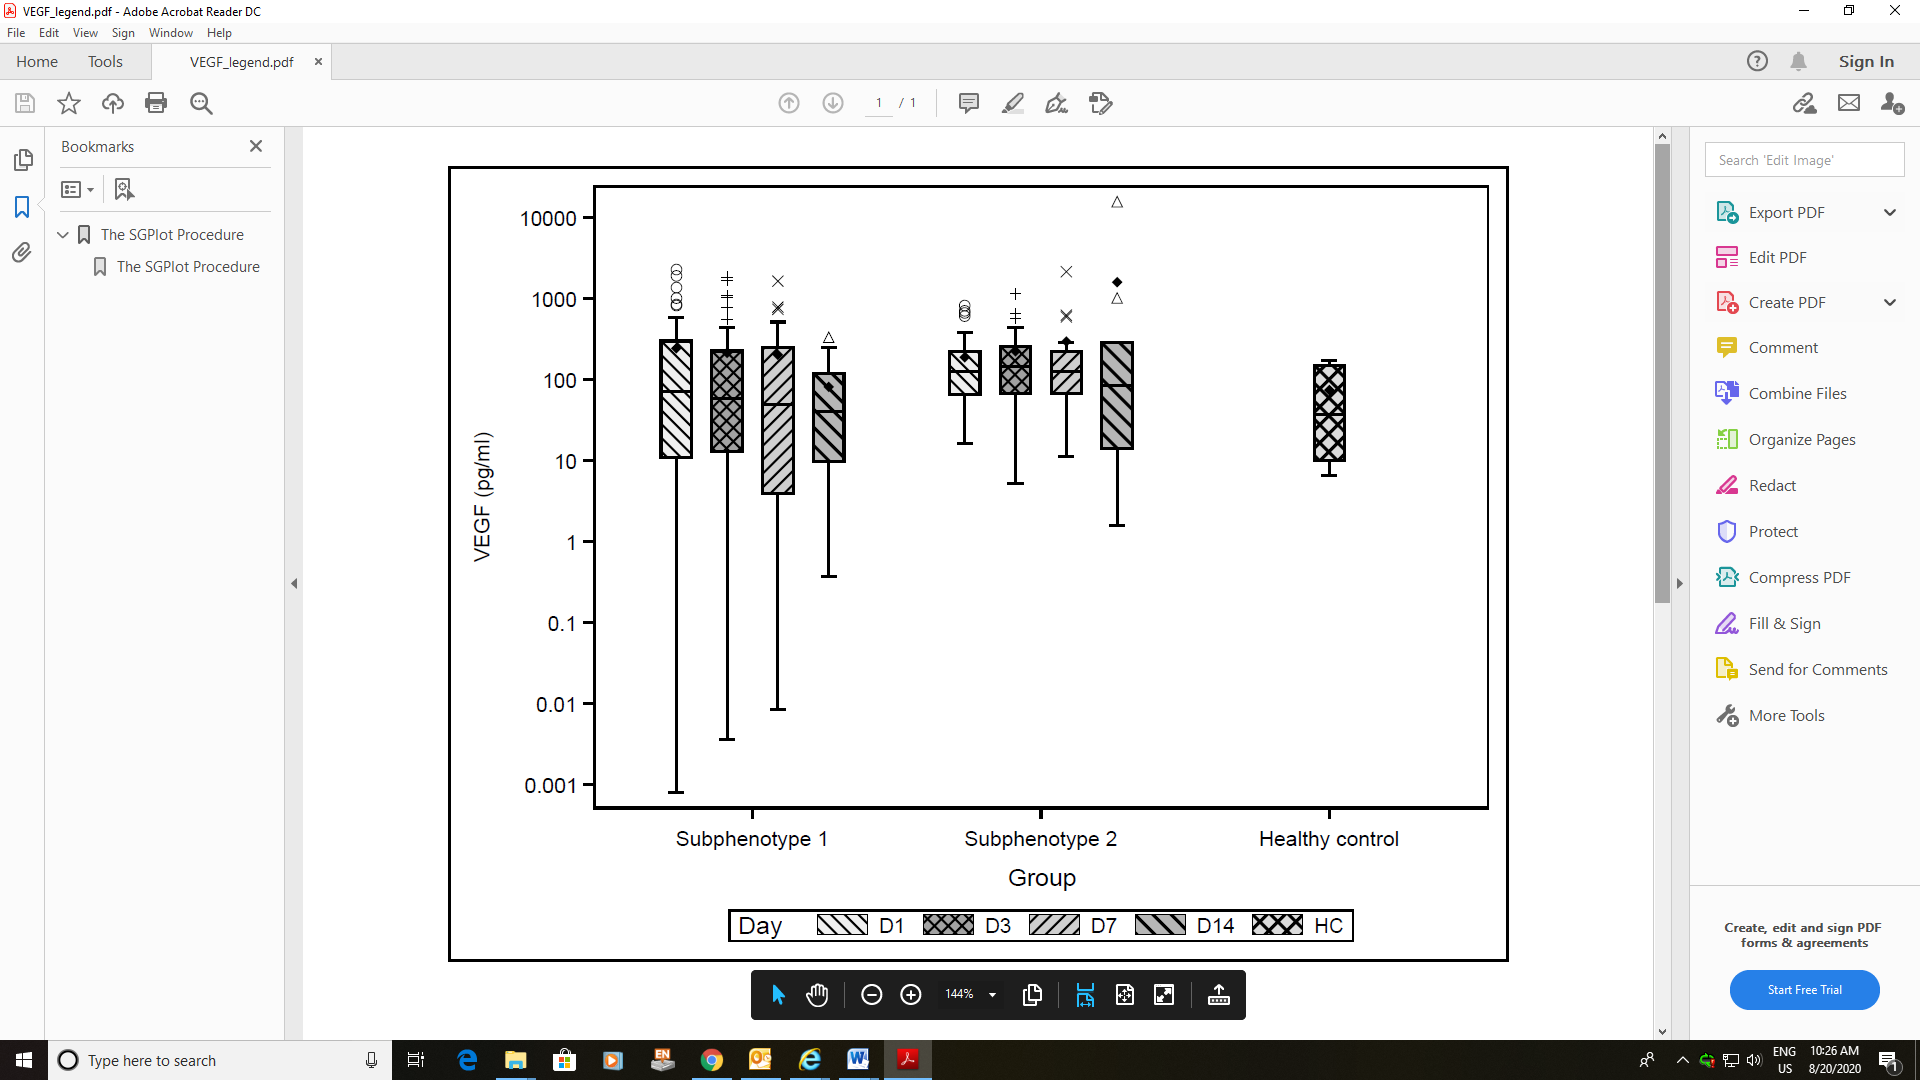 VEGF_legend.pdf - Adobe Acrobat Reader DC
File Edit View Sign Window Help
Home Tools VEGF_legend.pdf × Sign In
1 / 1
Bookmarks
The SGPlot Procedure
The SGPlot Procedure
10000
1000
100
10
1
0.1
0.01
0.001
VEGF (pg/ml)
Subphenotype 1 Subphenotype 2 Healthy control
Group
Day D1 D3 D7 D14 HC
144%
Search 'Edit Image'
Export PDF
Edit PDF
Create PDF
Comment
Combine Files
Organize Pages
Redact
Protect
Compress PDF
Fill & Sign
Send for Comments
More Tools
Create, edit and sign PDF
forms & agreements
Start Free Trial
Type here to search
EN
ENG
US
10:26 AM
8/20/2020
1